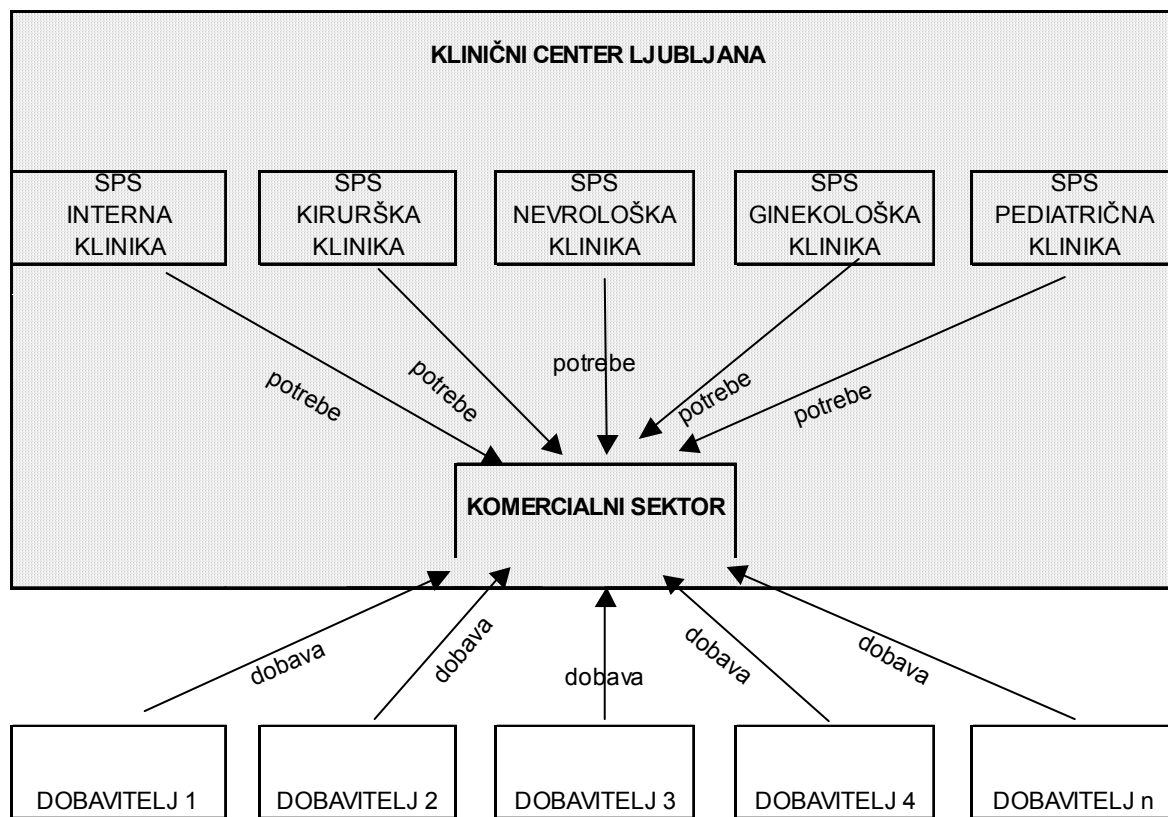 KLINIČNI CENTER LJUBLJANA
SPS
INTERNA
KLINIKA
SPS
KIRURŠKA
KLINIKA
SPS
NEVROLOŠKA
KLINIKA
SPS
GINEKOLOŠKA
KLINIKA
SPS
PEDIATRIČNA
KLINIKA
potrebe
potrebe
potrebe
potrebe
potrebe
KOMERCIALNI SEKTOR
dobava
dobava
dobava
dobava
dobava
DOBAVITELJ 1
DOBAVITELJ 2
DOBAVITELJ 3
DOBAVITELJ 4
DOBAVITELJ n